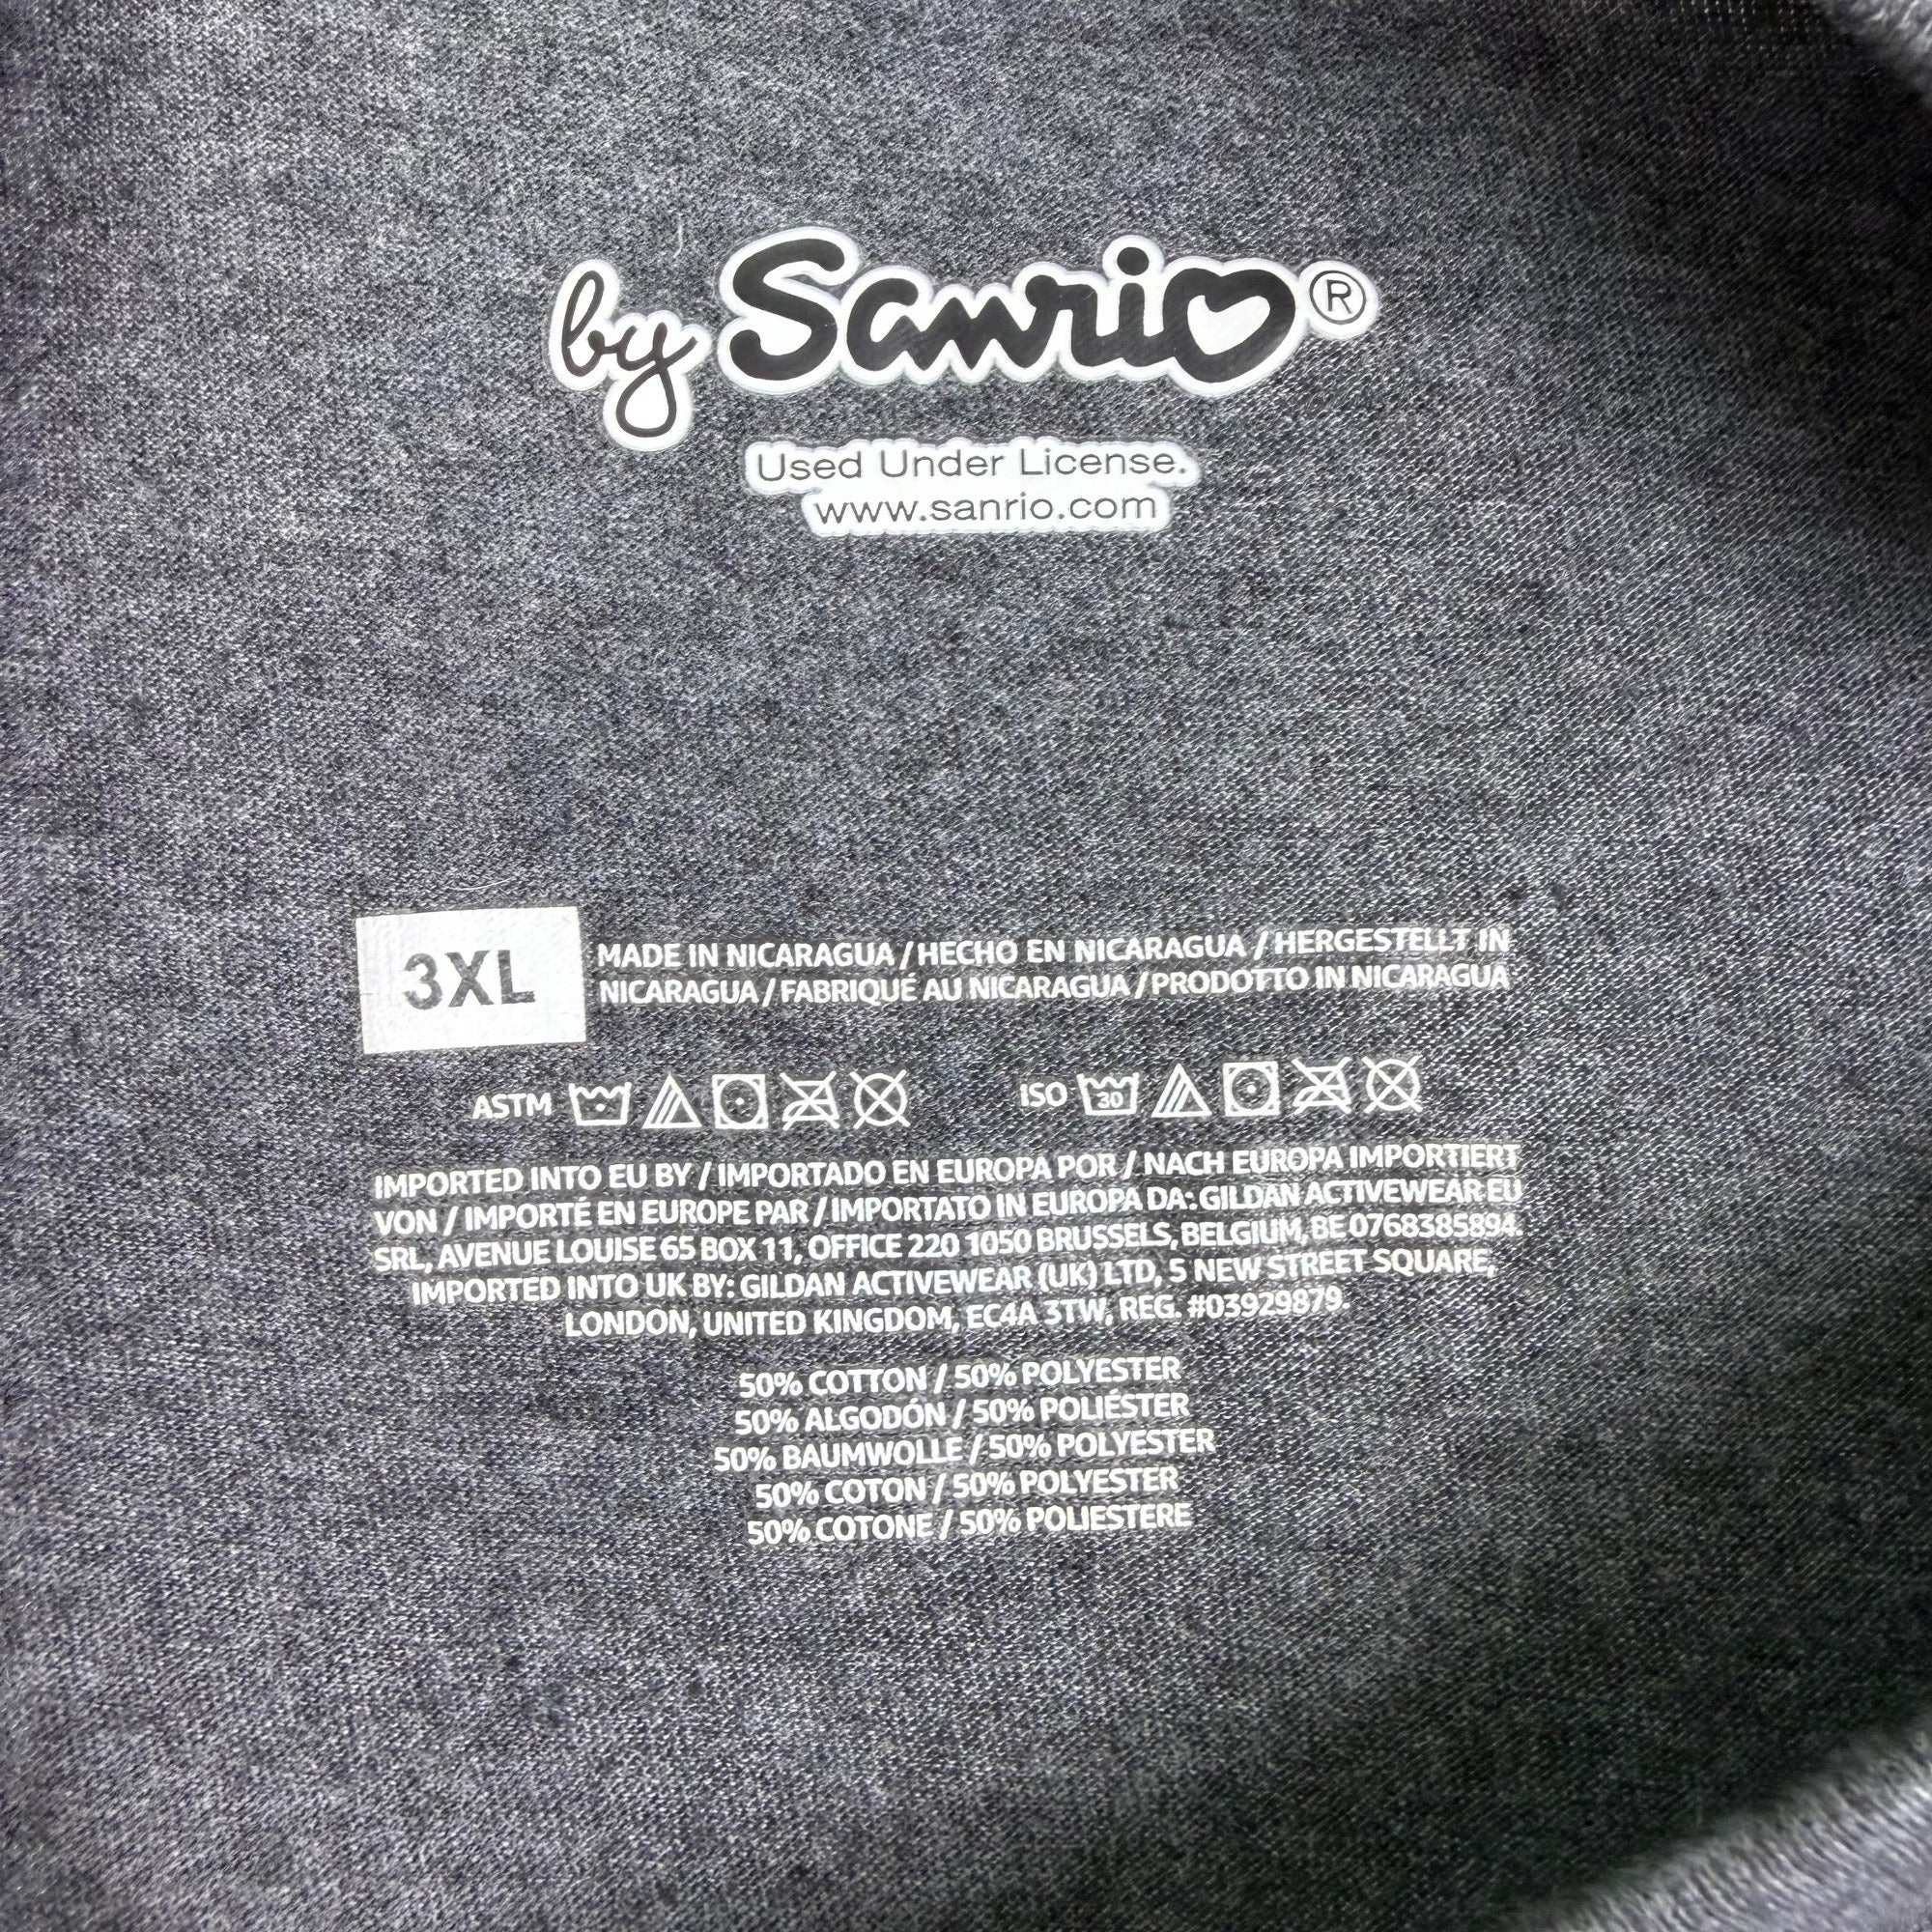 by Sanrio®
Used Under License.
www.sanrio.com
3XL
MADE IN NICARAGUA / HECHO EN NICARAGUA / HERGESTELLT IN
NICARAGUA / FABRIQUÉ AU NICARAGUA / PRODOTTO IN NICARAGUA
ASTM ISO 30
IMPORTED INTO EU BY / IMPORTADO EN EUROPA POR / NACH EUROPA IMPORTIERT
VON / IMPORTÉ EN EUROPE PAR / IMPORTATO IN EUROPA DA: GILDAN ACTIVEWEAR EU
SRL, AVENUE LOUISE 65 BOX 11, OFFICE 220 1050 BRUSSELS, BELGIUM, BE 0768385894.
IMPORTED INTO UK BY: GILDAN ACTIVEWEAR (UK) LTD, 5 NEW STREET SQUARE,
LONDON, UNITED KINGDOM, EC4A 3TW, REG. #03929879.
50% COTTON / 50% POLYESTER
50% ALGODÓN / 50% POLIÉSTER
50% BAUMWOLLE / 50% POLYESTER
50% COTON / 50% POLYESTER
50% COTONE / 50% POLIESTERE